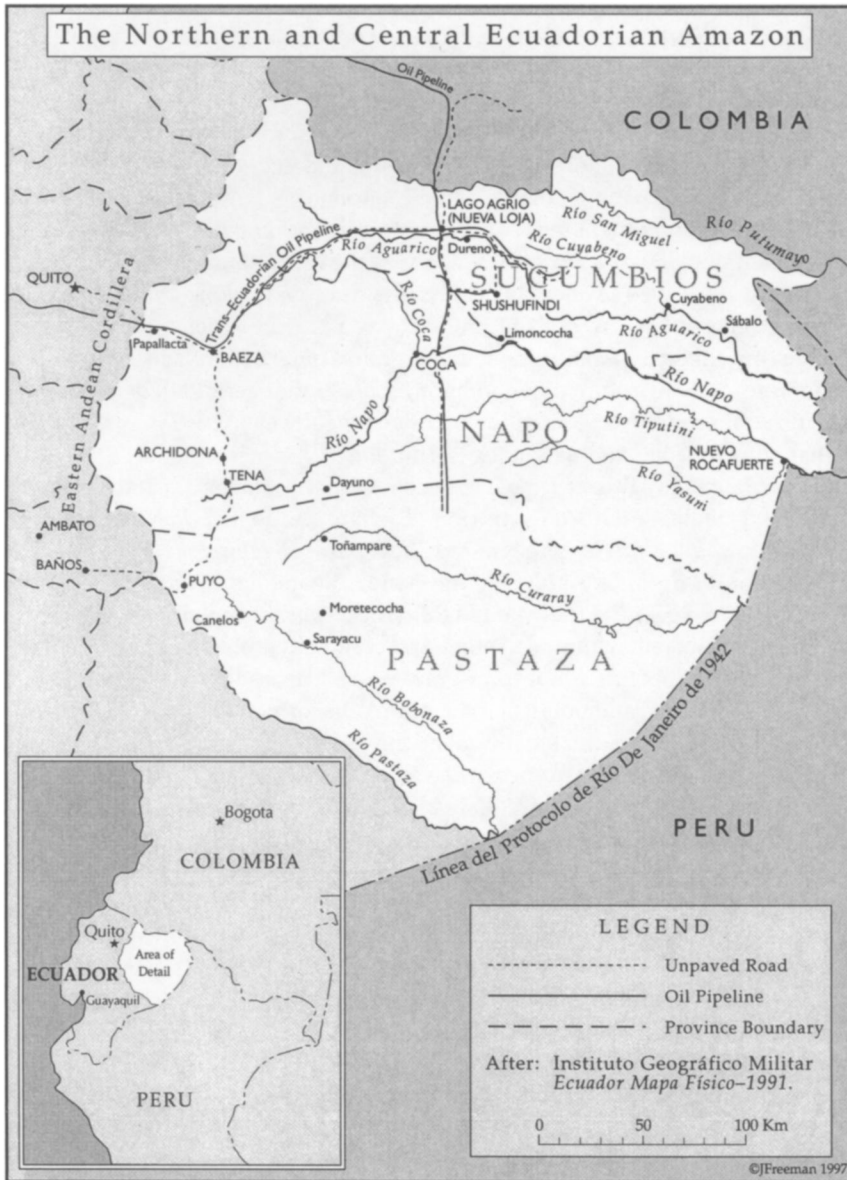 The Northern and Central Ecuadorian Amazon
Oil Pipeline
COLOMBIA
LAGO AGRIO
(NUEVA LOJA)
Río San Miguel
Río Putumayo
Trans-Ecuadorian Oil Pipeline
Río Aguarico
Dureno
Río Cuyabeno
QUITO
SUCUMBIOS
Río Coca
SHUSHUFINDI
Cuyabeno
Eastern Andean Cordillera
Papallacta
BAEZA
Limoncocha
Río Aguarico
Sábalo
COCA
Río Napo
Río Napo
NAPO
Río Tiputini
ARCHIDONA
NUEVO
ROCAFUERTE
TENA
Dayuno
Río Yasuni
AMBATO
Toñampare
BAÑOS
PUYO
Río Curaray
Canelos
Moretecocha
Sarayacu
PASTAZA
Río Bobonaza
Río Pastaza
Línea del Protocolo de Río De Janeiro de 1942
PERU
Bogota
COLOMBIA
Quito
Area of
Detail
ECUADOR
Guayaquil
PERU
LEGEND
Unpaved Road
Oil Pipeline
Province Boundary
After: Instituto Geográfico Militar
Ecuador Mapa Físico–1991.
0 50 100 Km
©JFreeman 1997